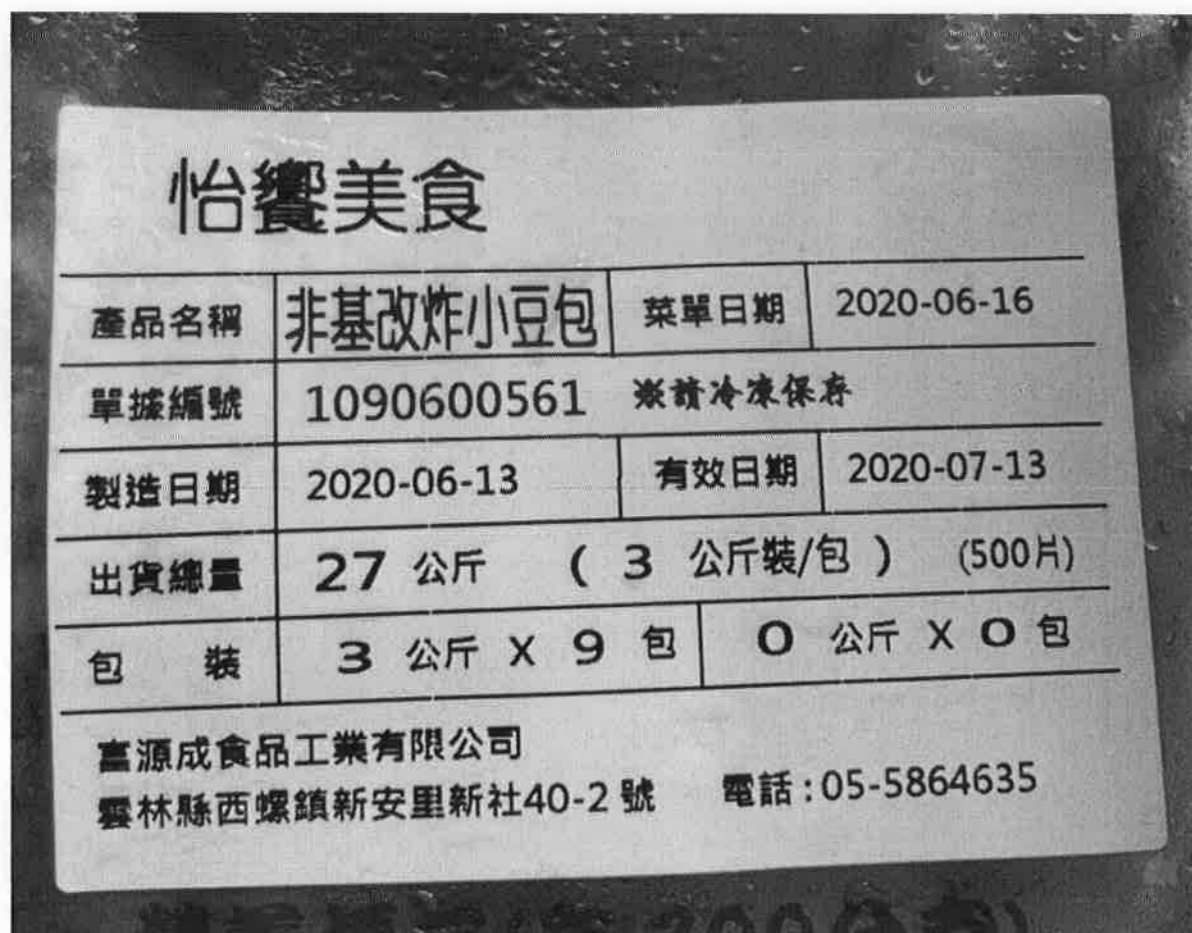 怡饗美食
產品名稱 非基改炸小豆包 菜單日期 2020-06-16
單據編號 1090600561 ※請冷凍保存
製造日期 2020-06-13 有效日期 2020-07-13
出貨總量 27 公斤 ( 3 公斤裝/包 ) (500片)
包 裝 3 公斤 X 9 包 0 公斤 X 0 包
富源成食品工業有限公司
雲林縣西螺鎮新安里新社40-2 號 電話:05-5864635